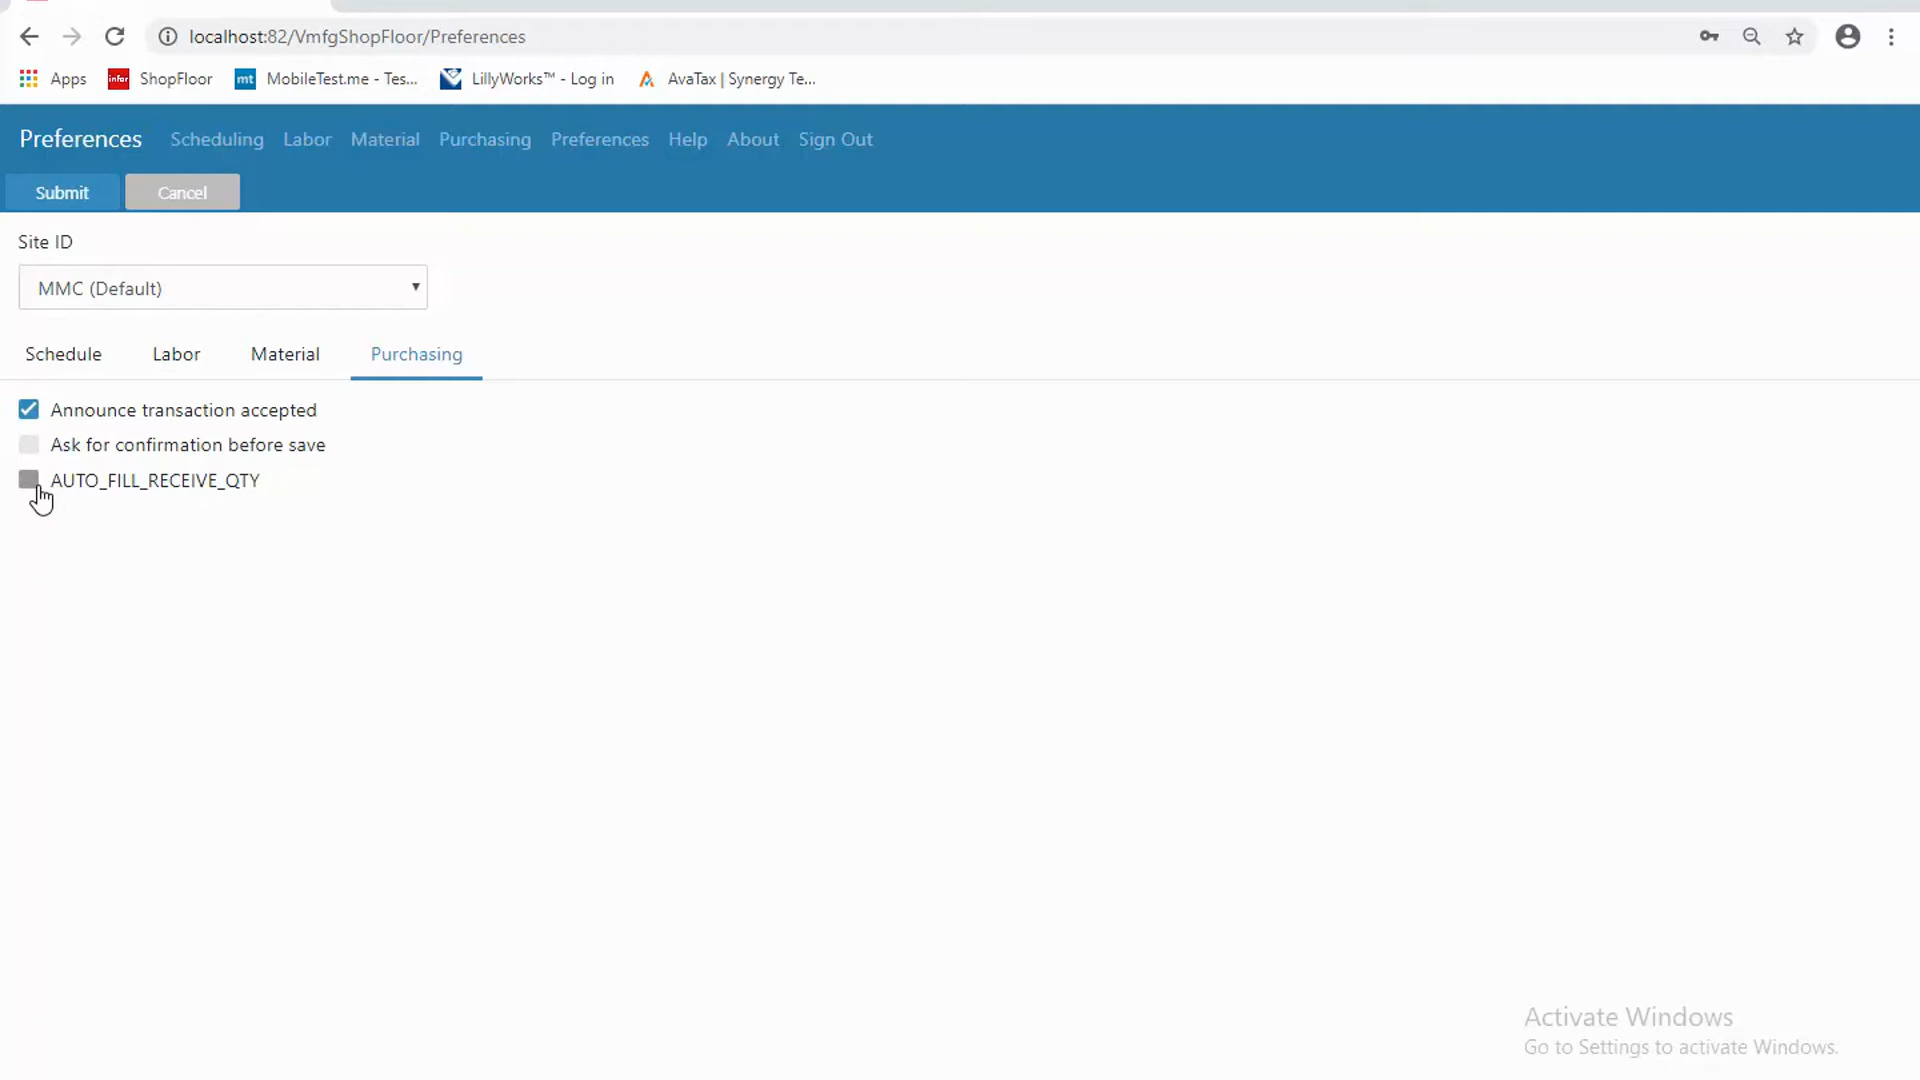 localhost:82/VmfgShopFloor/Preferences
Apps infor ShopFloor mt MobileTest.me - Tes... LillyWorks™ - Log in AvaTax | Synergy Te...
Preferences Scheduling Labor Material Purchasing Preferences Help About Sign Out
Submit Cancel
Site ID
MMC (Default)
Schedule Labor Material Purchasing
Announce transaction accepted
Ask for confirmation before save
AUTO_FILL_RECEIVE_QTY
Activate Windows
Go to Settings to activate Windows.